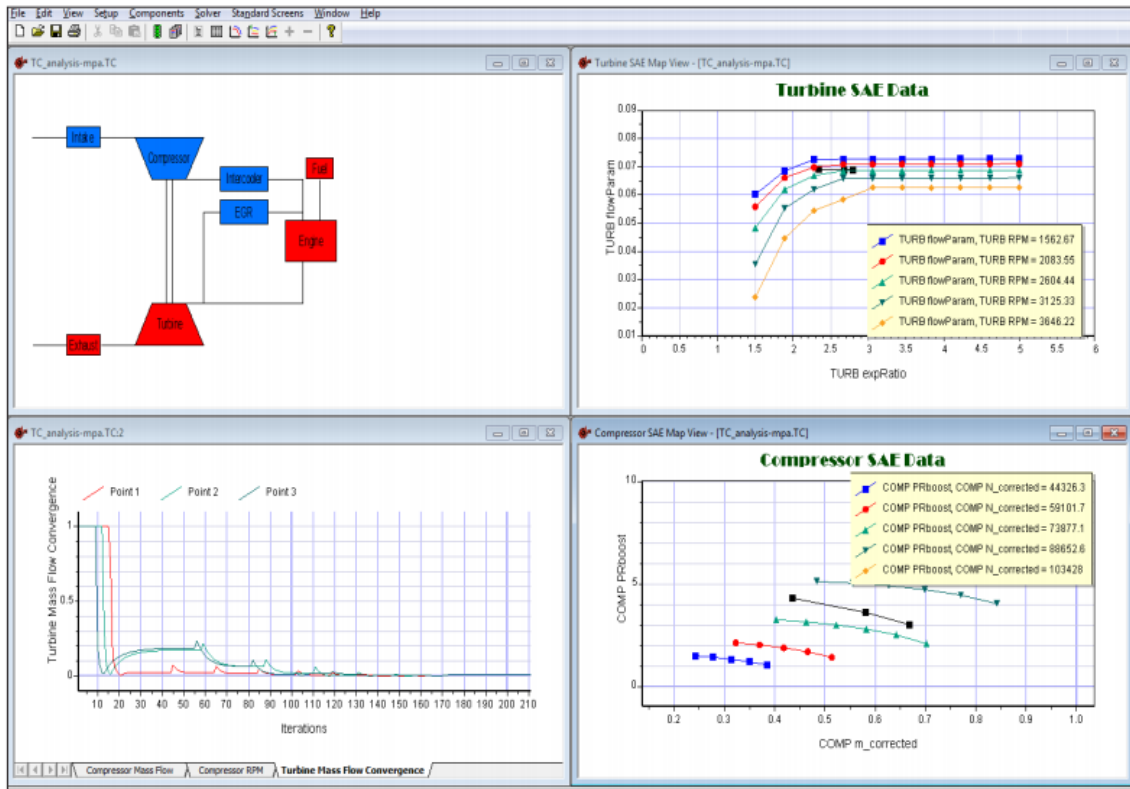 File Edit View Setup Components Solver Standard Screens Window Help
TC_analysis-mpa.TC
Intake
Compressor
Intercooler
Fuel
EGR
Engine
Turbine
Exhaust
Turbine SAE Map View - [TC_analysis-mpa.TC]
Turbine SAE Data
TURB flowParam
0.09
0.08
0.07
0.06
0.05
0.04
0.03
0.02
0.01
TURB flowParam, TURB RPM = 1562.67
TURB flowParam, TURB RPM = 2083.55
TURB flowParam, TURB RPM = 2604.44
TURB flowParam, TURB RPM = 3125.33
TURB flowParam, TURB RPM = 3646.22
0 0.5 1 1.5 2 2.5 3 3.5 4 4.5 5 5.5 6
TURB expRatio
TC_analysis-mpa.TC:2
Point 1 Point 2 Point 3
Turbine Mass Flow Convergence
1
0.5
0
10 20 30 40 50 60 70 80 90 100 110 120 130 140 150 160 170 180 190 200 210
Iterations
Compressor Mass Flow Compressor RPM Turbine Mass Flow Convergence
Compressor SAE Map View - [TC_analysis-mpa.TC]
Compressor SAE Data
COMP PRboost
10
5
0
COMP PRboost, COMP N_corrected = 44326.3
COMP PRboost, COMP N_corrected = 59101.7
COMP PRboost, COMP N_corrected = 73877.1
COMP PRboost, COMP N_corrected = 88652.6
COMP PRboost, COMP N_corrected = 103428
0.2 0.3 0.4 0.5 0.6 0.7 0.8 0.9 1.0
COMP m_corrected